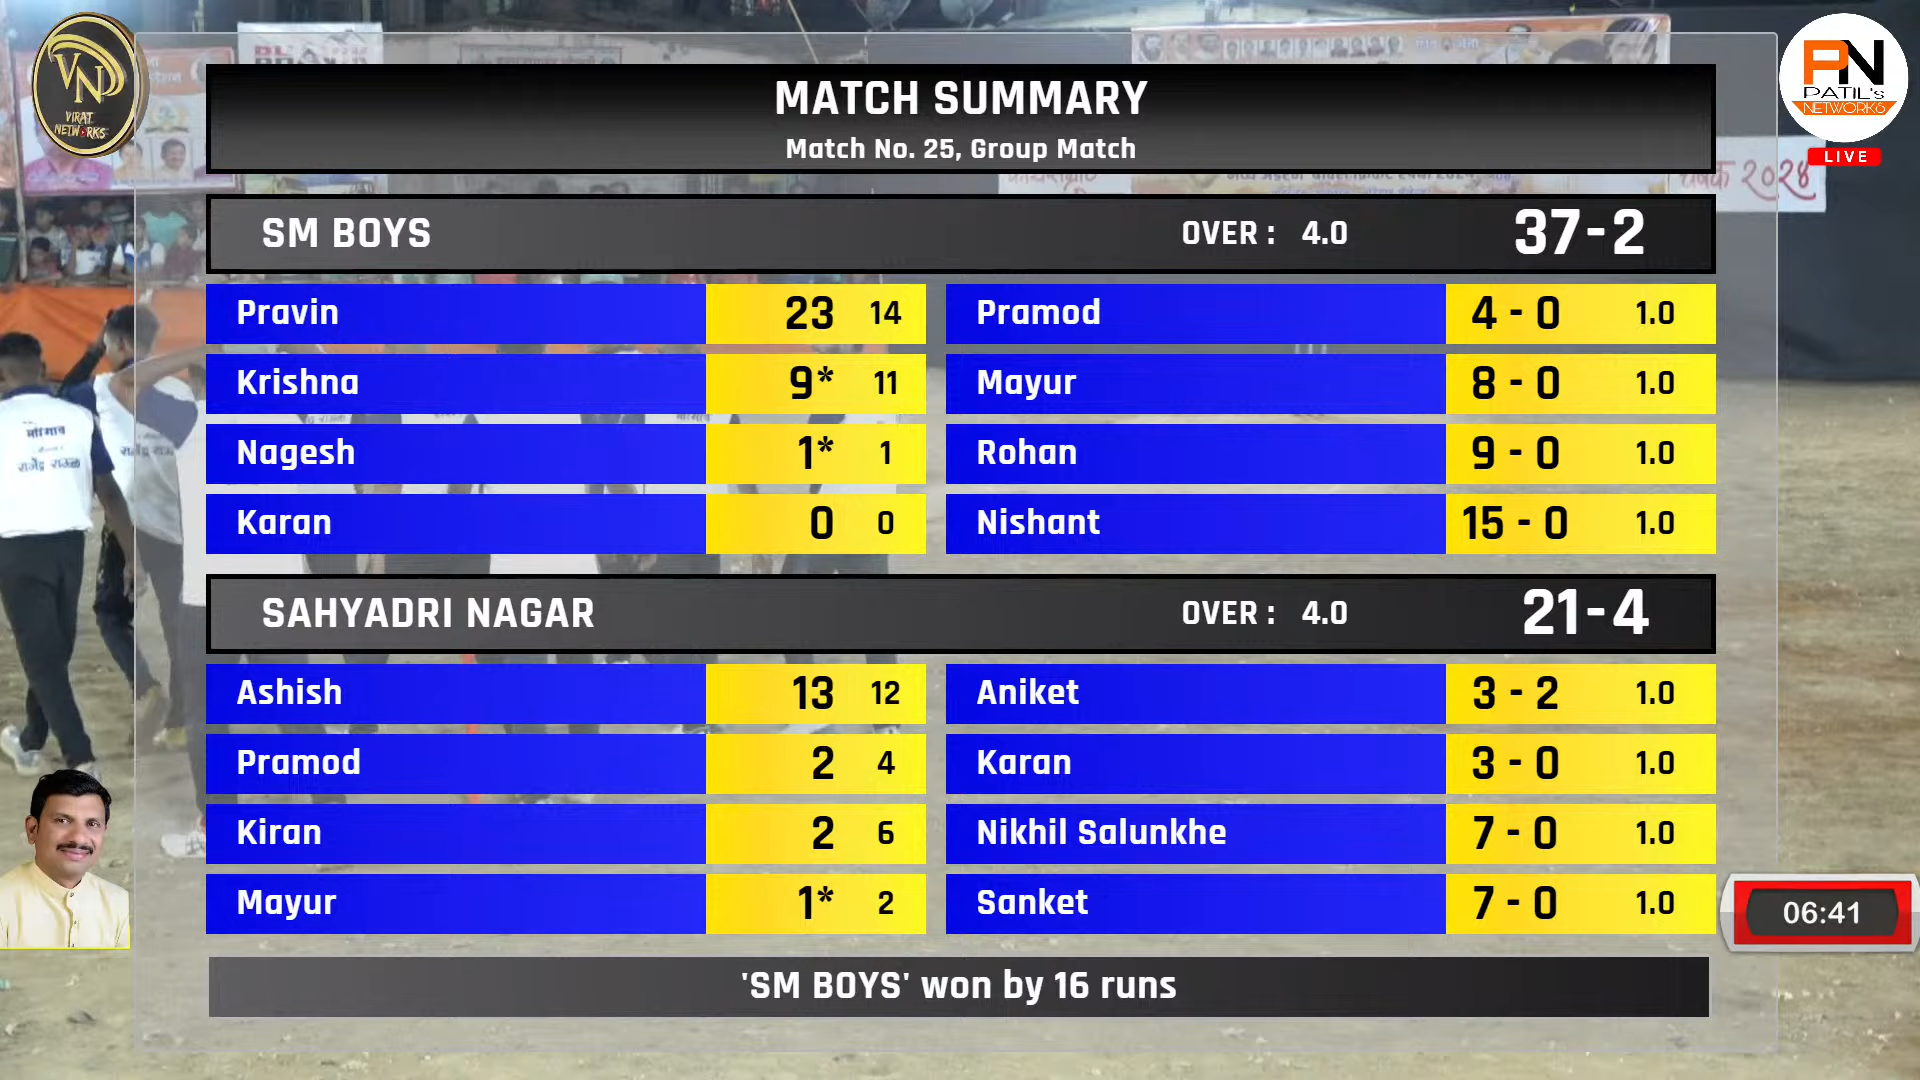 VN
VIRAT
NETWORKS
PN
PATIL's
NETWORKS
LIVE
MATCH SUMMARY
Match No. 25, Group Match
चषक २०२४
SM BOYS OVER : 4.0 37-2
Pravin 23 14 Pramod 4 - 0 1.0
Krishna 9* 11 Mayur 8 - 0 1.0
Nagesh 1* 1 Rohan 9 - 0 1.0
Karan 0 0 Nishant 15 - 0 1.0
SAHYADRI NAGAR OVER : 4.0 21-4
Ashish 13 12 Aniket 3 - 2 1.0
Pramod 2 4 Karan 3 - 0 1.0
Kiran 2 6 Nikhil Salunkhe 7 - 0 1.0
Mayur 1* 2 Sanket 7 - 0 1.0
06:41
'SM BOYS' won by 16 runs